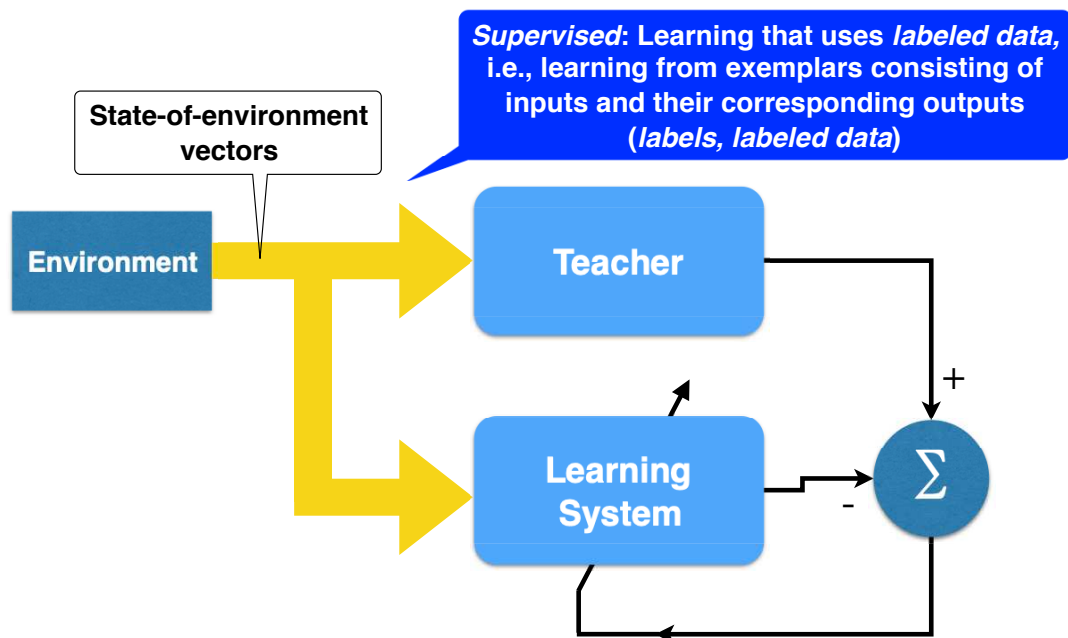 Supervised: Learning that uses labeled data,
i.e., learning from exemplars consisting of
inputs and their corresponding outputs
(labels, labeled data)
State-of-environment
vectors
Environment
Teacher
+
Learning
System
-
Σ